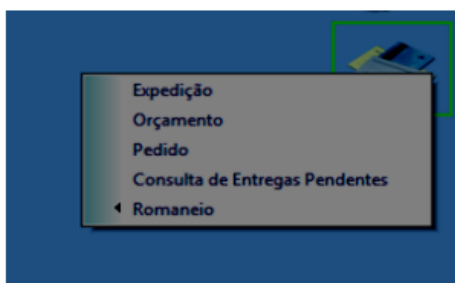 Expedição
Orçamento
Pedido
Consulta de Entregas Pendentes
Romaneio